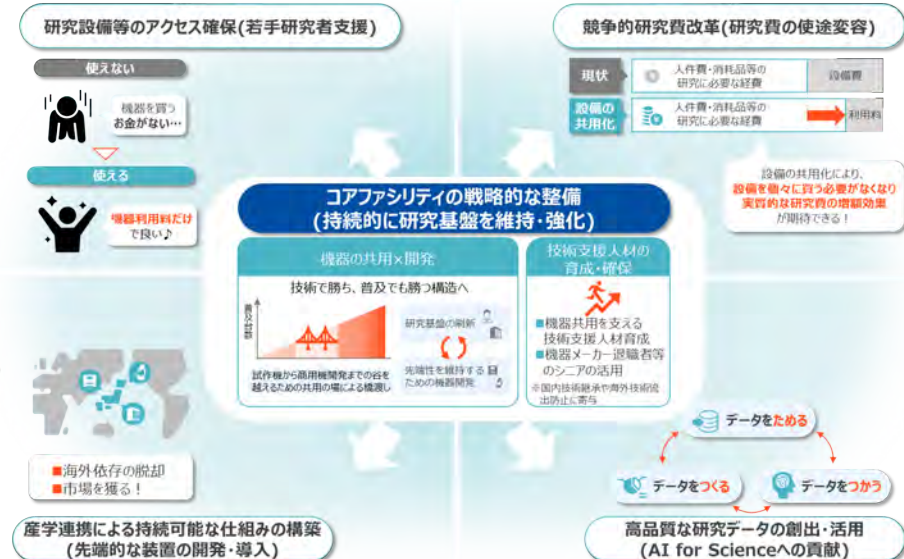 研究設備等のアクセス確保(若手研究者支援)
使えない
機器を買う
お金がない…
使える
機器利用料だけ
で良い♪
競争的研究費改革(研究費の使途変容)
現状
人件費・消耗品等の
研究に必要な経費
設備費
設備の
共用化
人件費・消耗品等の
研究に必要な経費
利用料
設備の共用化により、
設備を個々に買う必要がなくなり
実質的な研究費の増額効果
が期待できる！
コアファシリティの戦略的な整備
(持続的に研究基盤を維持・強化)
機器の共用×開発
技術で勝ち、普及でも勝つ構造へ
普及台数
試作機から商用機開発までの谷を
越えるための共用の場による橋渡し
研究基盤の刷新
先端性を維持する
ための機器開発
技術支援人材の
育成・確保
■機器共用を支える
技術支援人材育成
■機器メーカー退職者等
のシニアの活用
※国内技術継承や海外技術流
出防止に寄与
■海外依存の脱却
■市場を獲る！
産学連携による持続可能な仕組みの構築
(先端的な装置の開発・導入)
データをためる
データをつくる
データをつかう
高品質な研究データの創出・活用
(AI for Scienceへの貢献)